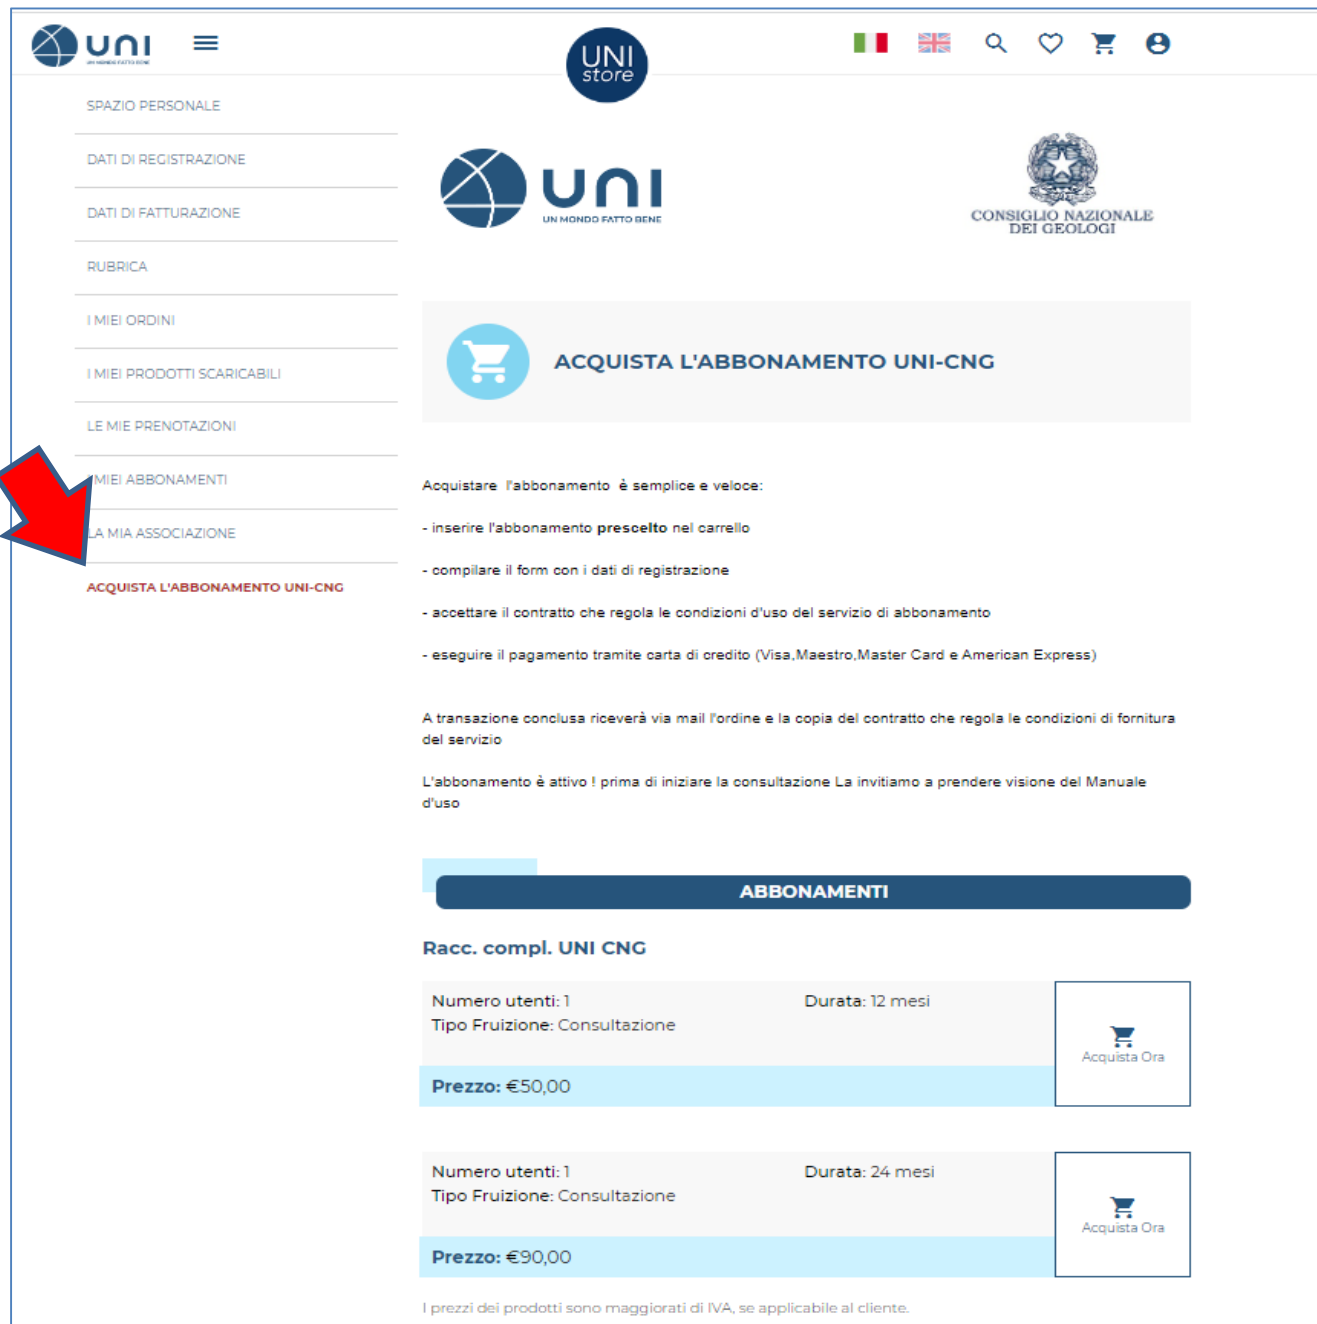 UNI
UN MONDO FATTO BENE
UNI
store
SPAZIO PERSONALE
DATI DI REGISTRAZIONE
DATI DI FATTURAZIONE
RUBRICA
I MIEI ORDINI
I MIEI PRODOTTI SCARICABILI
LE MIE PRENOTAZIONI
I MIEI ABBONAMENTI
LA MIA ASSOCIAZIONE
ACQUISTA L'ABBONAMENTO UNI-CNG
UNI
UN MONDO FATTO BENE
CONSIGLIO NAZIONALE
DEI GEOLOGI
ACQUISTA L'ABBONAMENTO UNI-CNG
Acquistare l'abbonamento è semplice e veloce:
- inserire l'abbonamento prescelto nel carrello
- compilare il form con i dati di registrazione
- accettare il contratto che regola le condizioni d'uso del servizio di abbonamento
- eseguire il pagamento tramite carta di credito (Visa,Maestro,Master Card e American Express)
A transazione conclusa riceverà via mail l'ordine e la copia del contratto che regola le condizioni di fornitura
del servizio
L'abbonamento è attivo ! prima di iniziare la consultazione La invitiamo a prendere visione del Manuale
d'uso
ABBONAMENTI
Racc. compl. UNI CNG
Numero utenti: 1 Durata: 12 mesi
Tipo Fruizione: Consultazione
Acquista Ora
Prezzo: €50,00
Numero utenti: 1 Durata: 24 mesi
Tipo Fruizione: Consultazione
Acquista Ora
Prezzo: €90,00
I prezzi dei prodotti sono maggiorati di IVA, se applicabile al cliente.